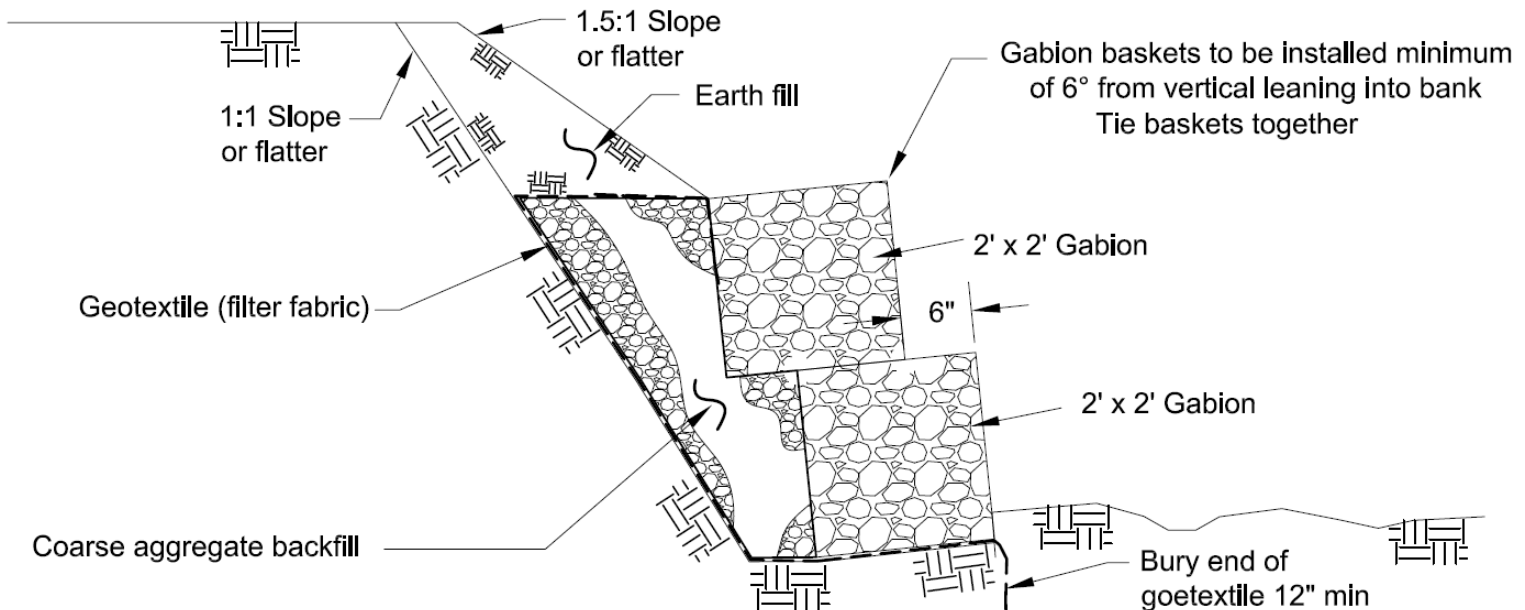 1.5:1 Slope
or flatter
Gabion baskets to be installed minimum
of 6° from vertical leaning into bank
Tie baskets together
Earth fill
1:1 Slope
or flatter
2' x 2' Gabion
Geotextile (filter fabric)
6"
2' x 2' Gabion
Coarse aggregate backfill
Bury end of
goetextile 12" min